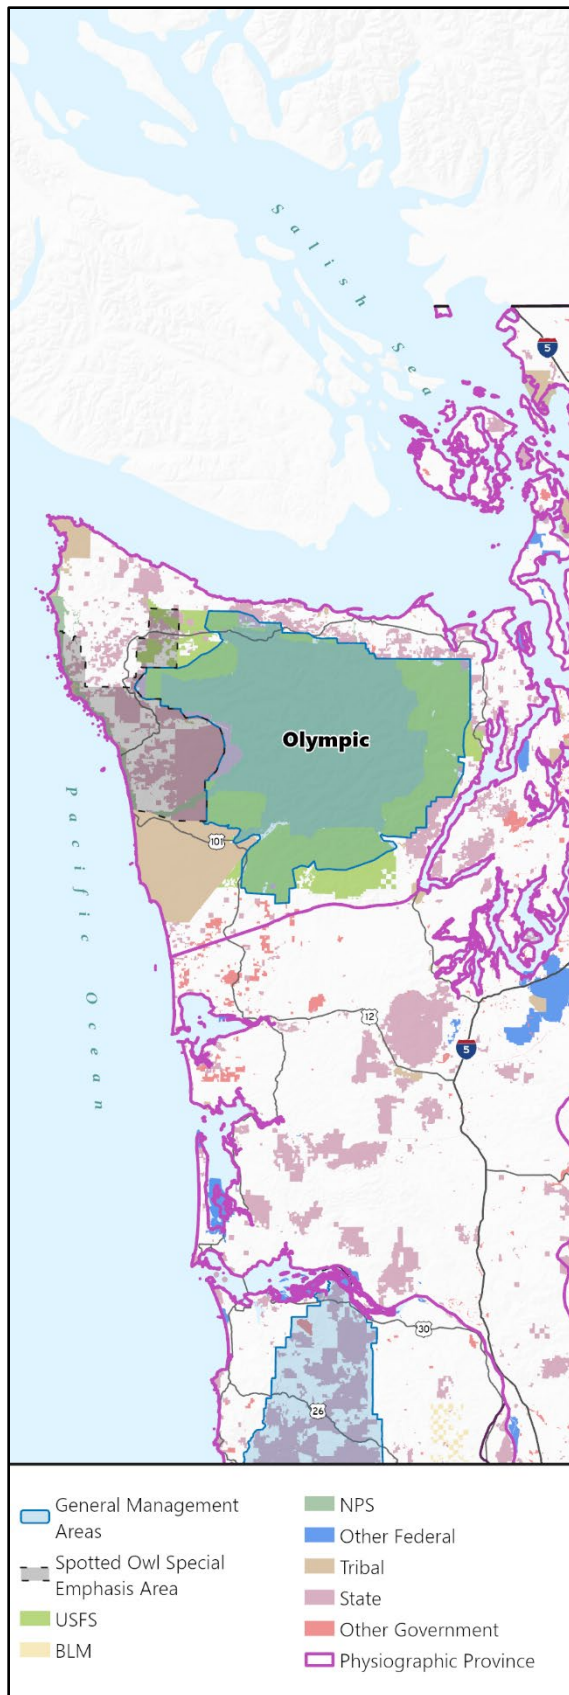 Salish Sea
5
Olympic
101
Pacific Ocean
12
5
30
26
General Management
Areas
Spotted Owl Special
Emphasis Area
USFS
BLM
NPS
Other Federal
Tribal
State
Other Government
Physiographic Province